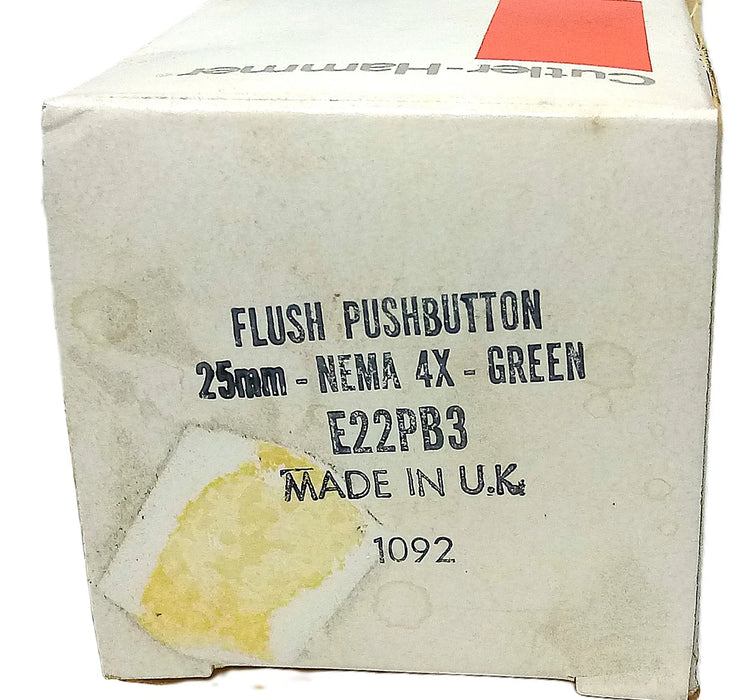 Cutler-Hammer®
FLUSH PUSHBUTTON
25mm - NEMA 4X - GREEN
E22PB3
MADE IN U.K.
1092